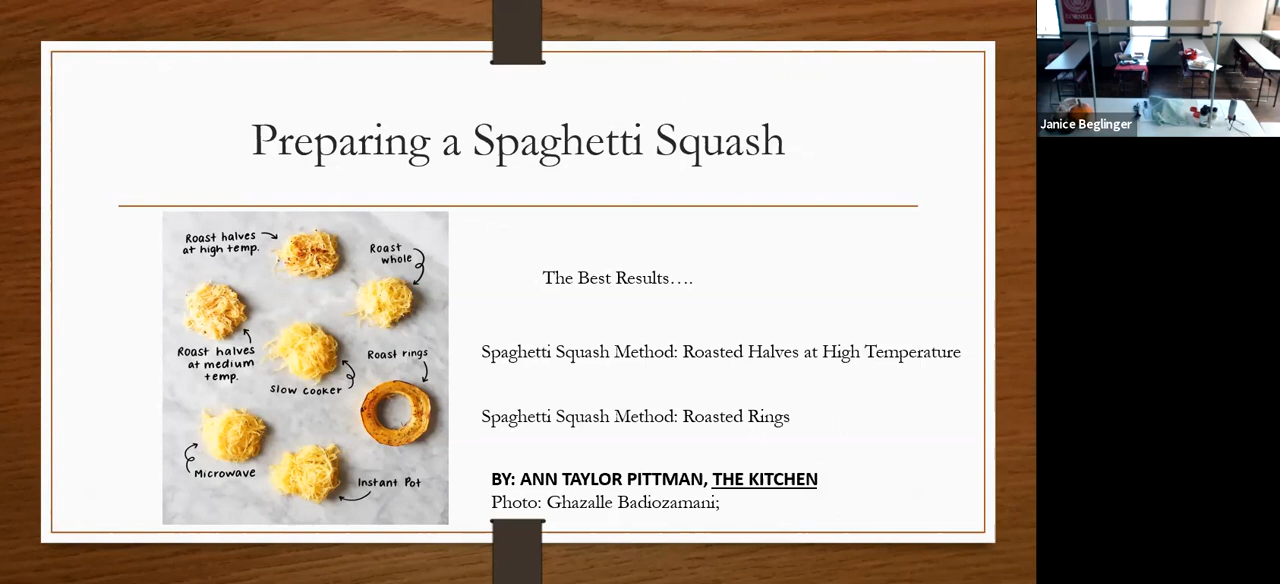 Preparing a Spaghetti Squash
Roast halves
at high temp.
Roast
whole
Roast halves
at medium
temp.
slow cooker
Roast rings
Microwave
Instant Pot
The Best Results….
Spaghetti Squash Method: Roasted Halves at High Temperature
Spaghetti Squash Method: Roasted Rings
BY: ANN TAYLOR PITTMAN, THE KITCHEN
Photo: Ghazalle Badiozamani;
CORNELL
Janice Beglinger